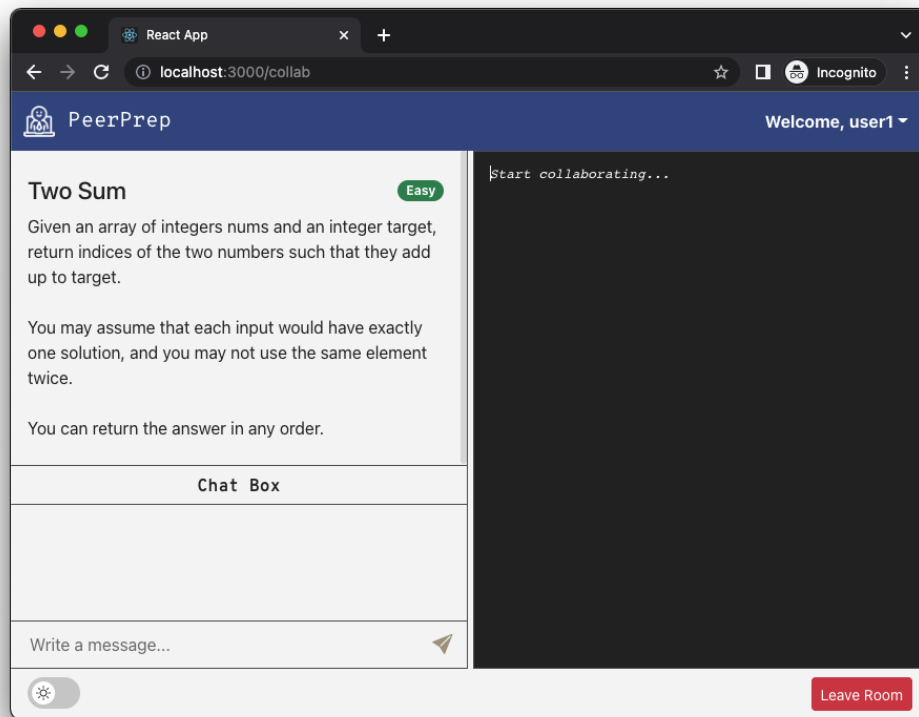 React App
localhost:3000/collab
Incognito
PeerPrep
Welcome, user1
Two Sum
Easy
Given an array of integers nums and an integer target,
return indices of the two numbers such that they add
up to target.
You may assume that each input would have exactly
one solution, and you may not use the same element
twice.
You can return the answer in any order.
Chat Box
Write a message...
Start collaborating...
Leave Room